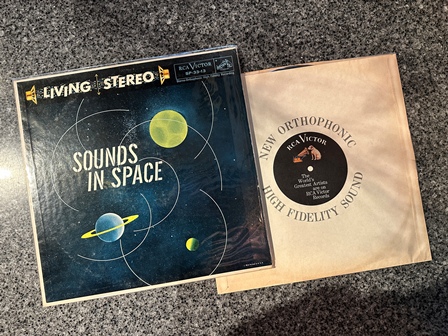 LIVING STEREO
RCA VICTOR
SP-33-13
SOUNDS
IN SPACE
NEW ORTHOPHONIC
RCA VICTOR
The
World's
Greatest Artists
are on
RCA Victor
Records
HIGH FIDELITY SOUND